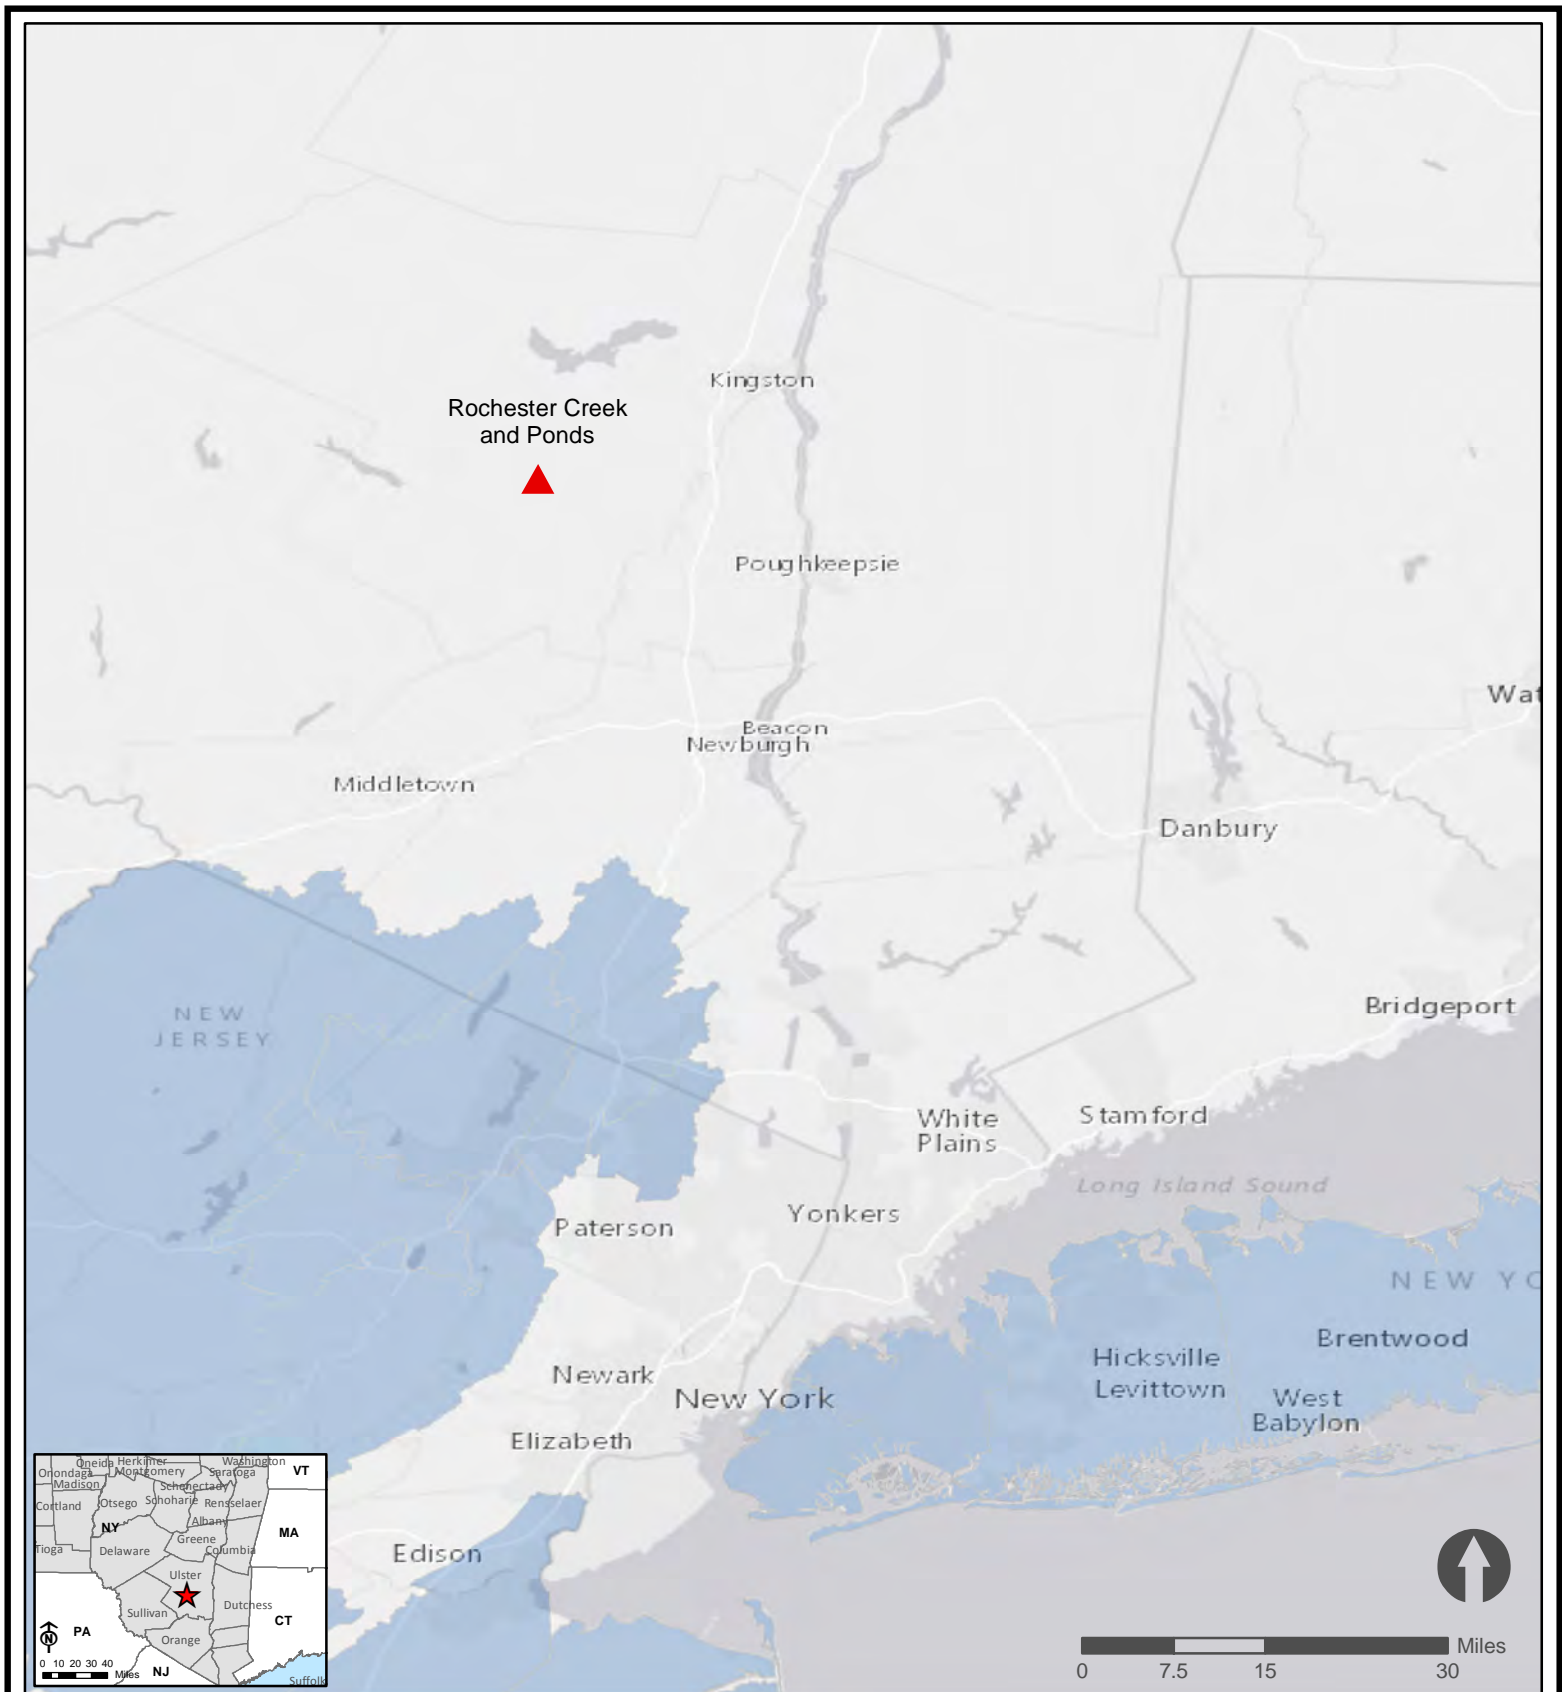 Kingston
Rochester Creek
and Ponds
Poughkeepsie
Wat
Beacon
Newburgh
Middletown
Danbury
NEW
JERSEY
Bridgeport
White
Plains
Stamford
Long Island Sound
Yonkers
Paterson
NEW YO
Brentwood
Hicksville
Levittown
West
Babylon
Newark
New York
Elizabeth
Edison
Oneida
Herkimer
Washington
Onondaga
Montgomery
Saratoga
VT
Madison
Schenectady
Cortland
Otsego
Schoharie
Rensselaer
NY
Albany
MA
Greene
Tioga
Delaware
Columbia
Ulster
Dutchess
Sullivan
CT
PA
N
Orange
0 10 20 30 40
Miles
NJ
Suffolk
Miles
0 7.5 15 30